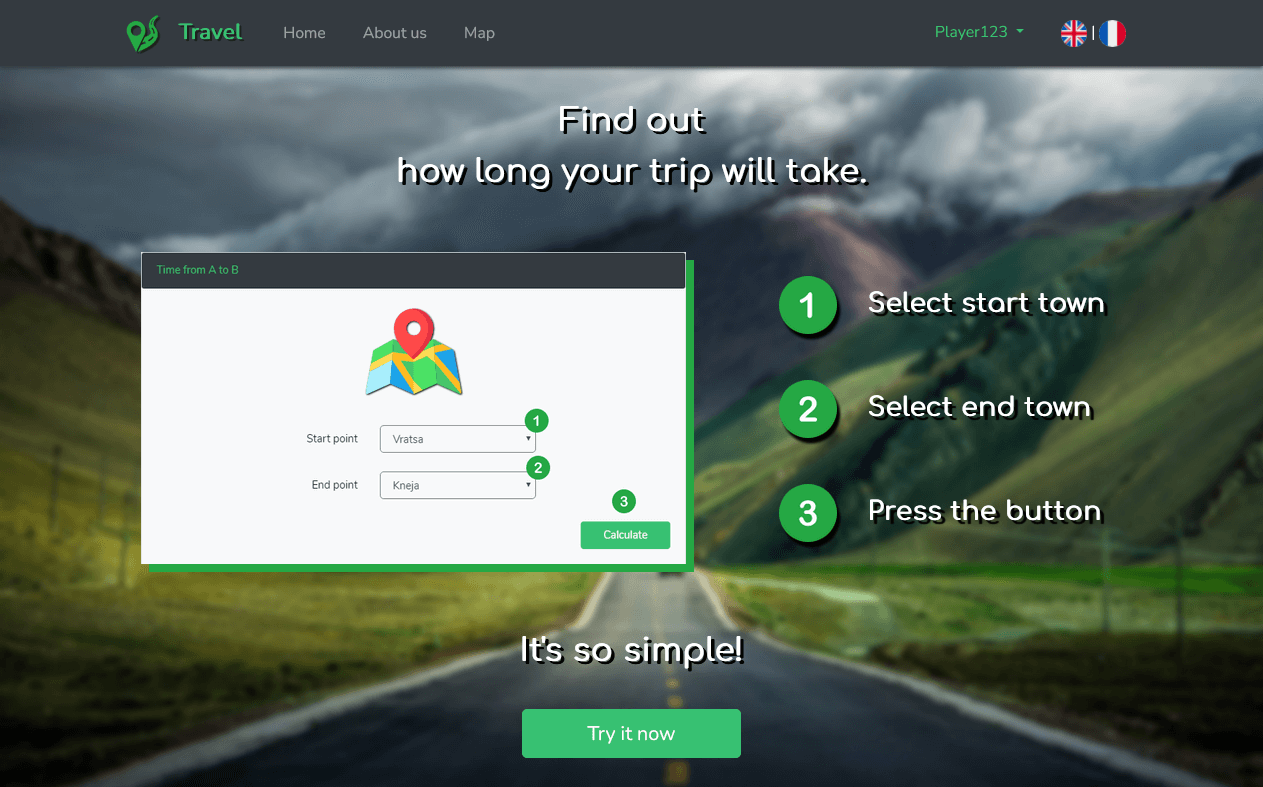 Travel
Home
About us
Map
Player123
|
Find out
how long your trip will take.
Time from A to B
1
Start point
Vratsa
2
End point
Kneja
3
Calculate
1
Select start town
2
Select end town
3
Press the button
It's so simple!
Try it now